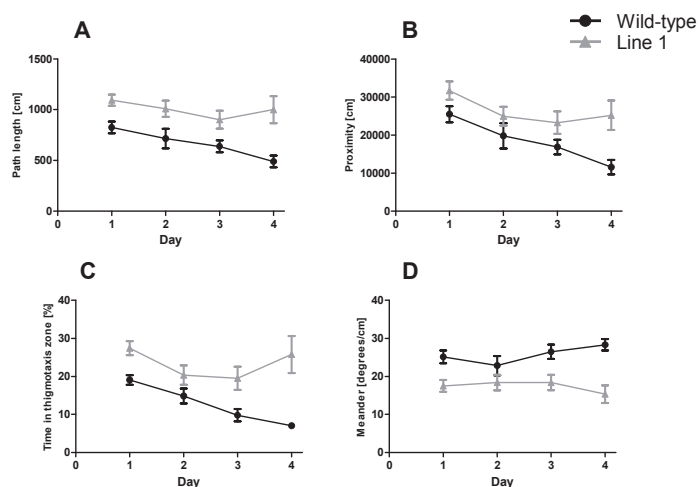 A
B
Wild-type
Line 1
Path length [cm]
1500
1000
500
0
0 1 2 3 4
Day
Proximity [cm]
40000
30000
20000
10000
0
0 1 2 3 4
Day
C
D
Time in thigmotaxis zone [%]
40
30
20
10
0
0 1 2 3 4
Day
Meander [degrees/cm]
40
30
20
10
0
0 1 2 3 4
Day